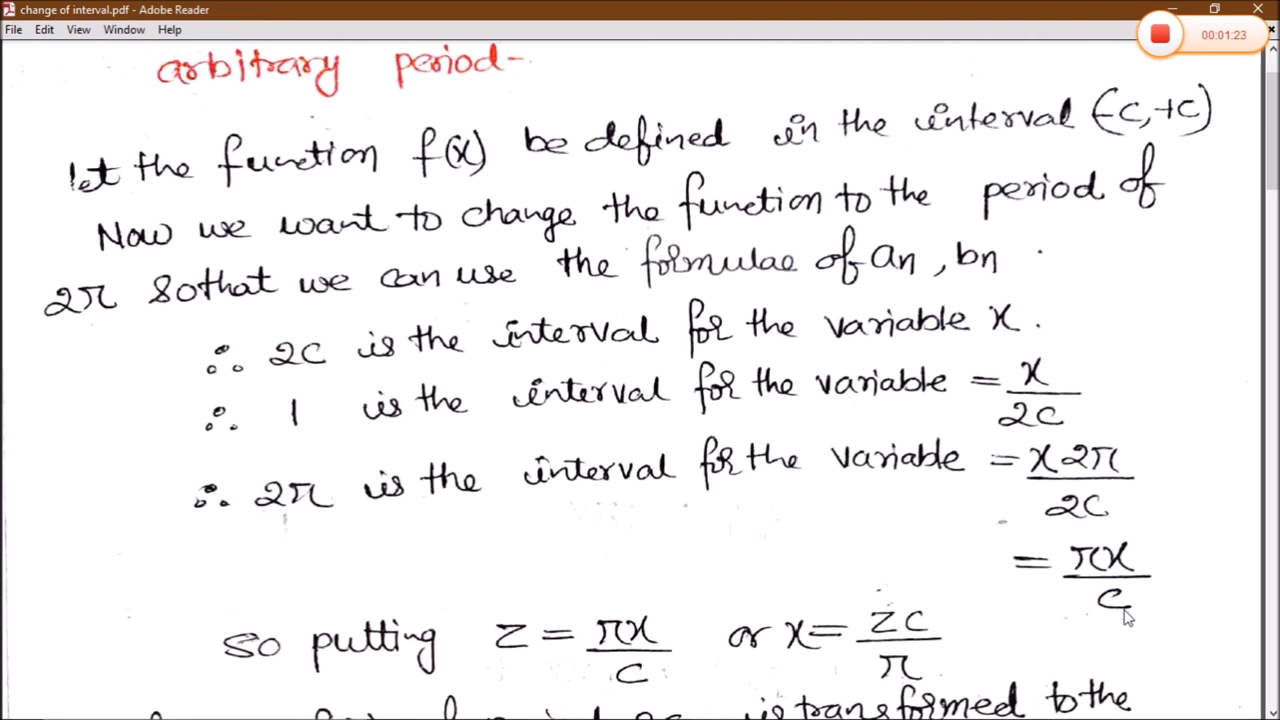 change of interval.pdf - Adobe Reader
File Edit View Window Help
00:01:23
arbitrary period-
let the function f(x) be defined in the interval (-c,+c)
Now we want to change the function to the period of
2π so that we can use the formulae of an, bn .
∴ 2c is the interval for the variable x.
∴ 1 is the interval for the variable = x/2c
∴ 2π is the interval for the variable = x2π/2c
= πx/c
so putting z = πx/c or x = zc/π
is transformed to the